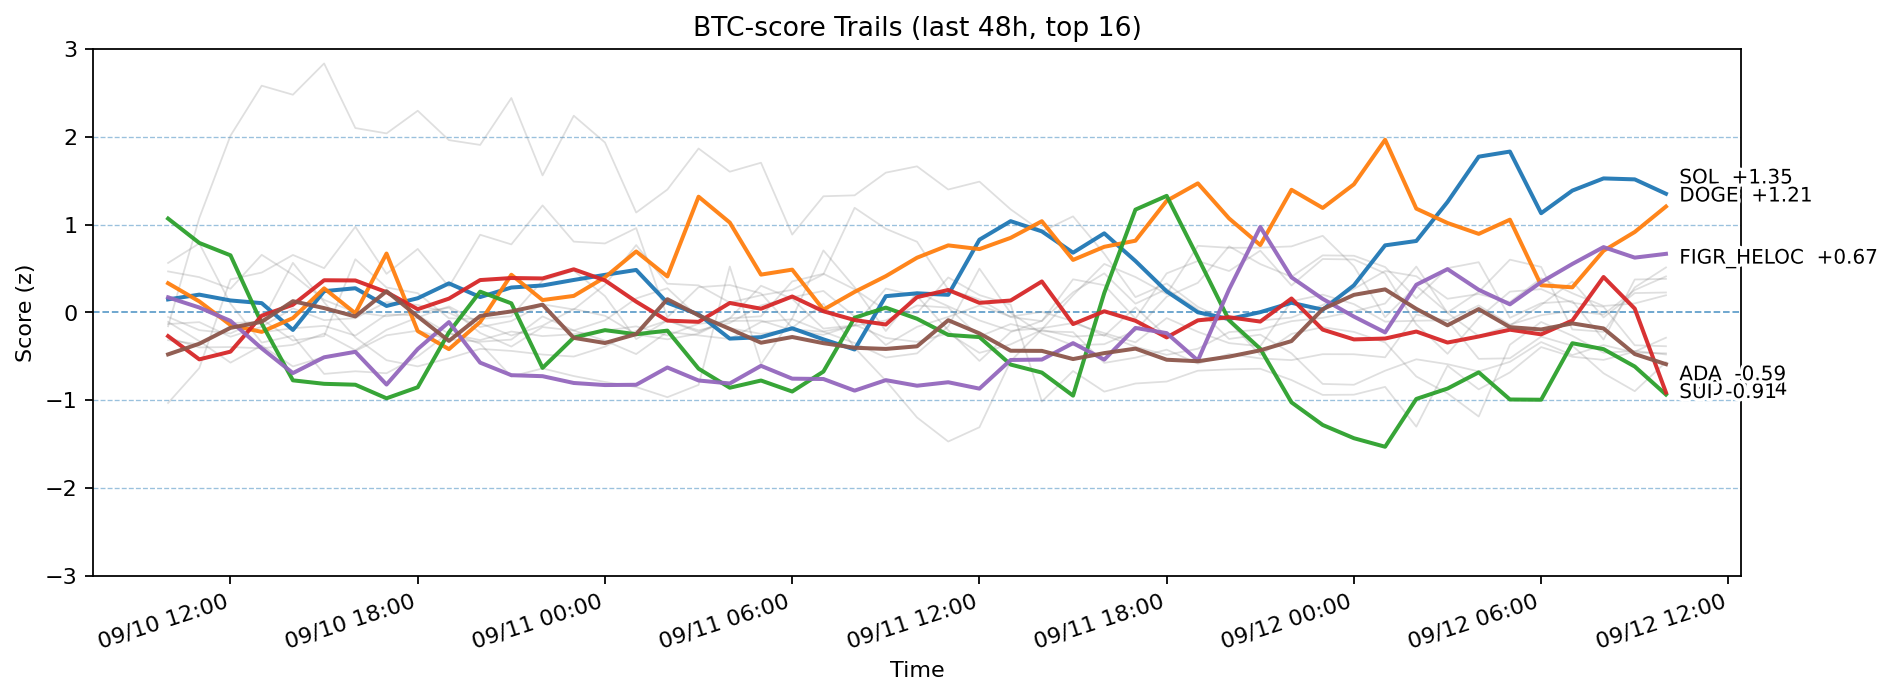 BTC-score Trails (last 48h, top 16)
Score (z)
3
2
1
0
−1
−2
−3
SOL +1.35
DOGE +1.21
FIGR_HELOC +0.67
ADA -0.59
SUI -0.91
09/10 12:00
09/10 18:00
09/11 00:00
09/11 06:00
09/11 12:00
09/11 18:00
09/12 00:00
09/12 06:00
09/12 12:00
Time